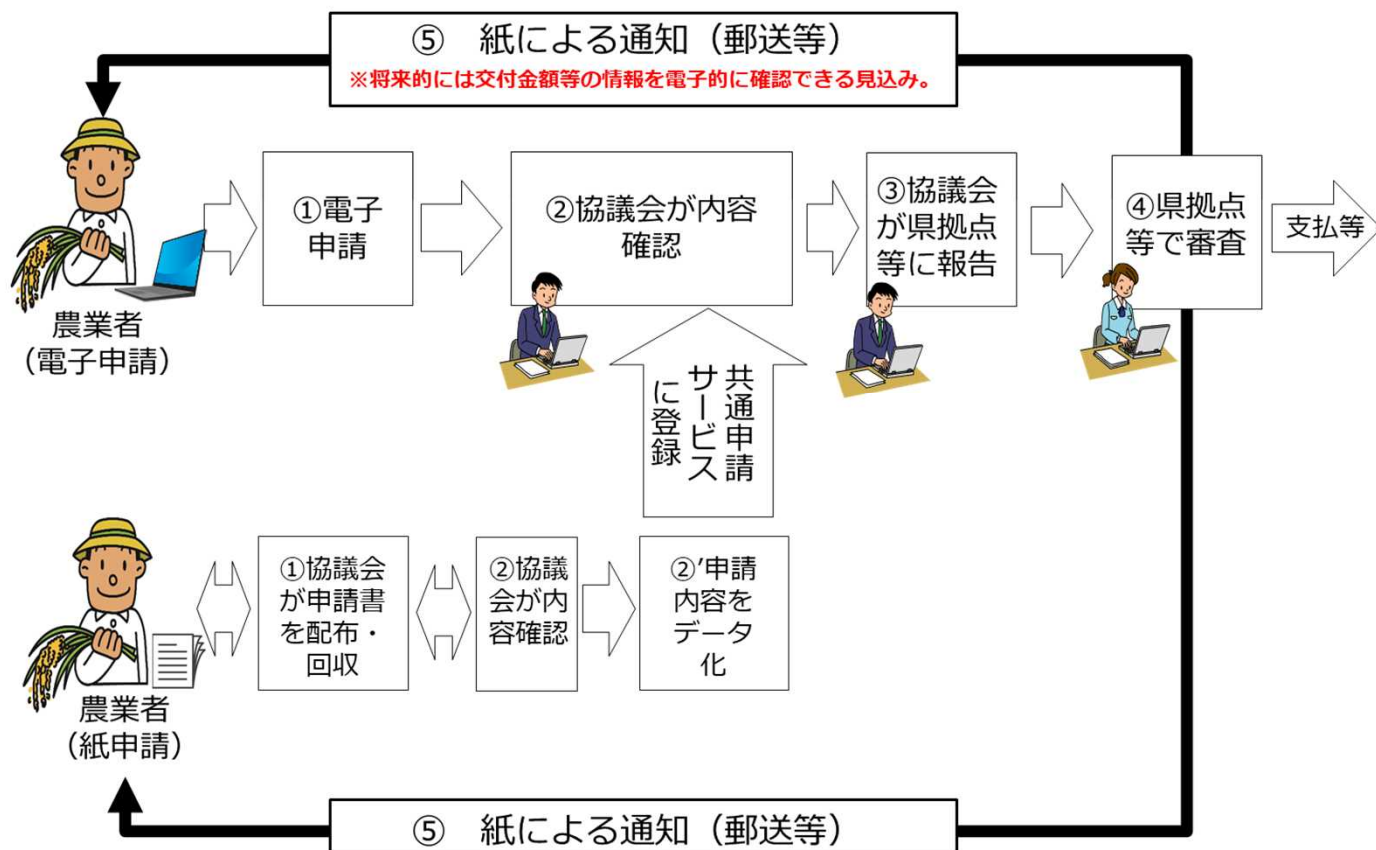 ⑤　紙による通知（郵送等）
※将来的には交付金額等の情報を電子的に確認できる見込み。
農業者
（電子申請）
①電子
申請
②協議会が内容
確認
③協議会
が県拠点
等に報告
④県拠点
等で審査
支払等
共通申請
サービス
に登録
農業者
（紙申請）
①協議会
が申請書
を配布・
回収
②協議
会が内
容確認
②’申請
内容を
データ
化
⑤　紙による通知（郵送等）